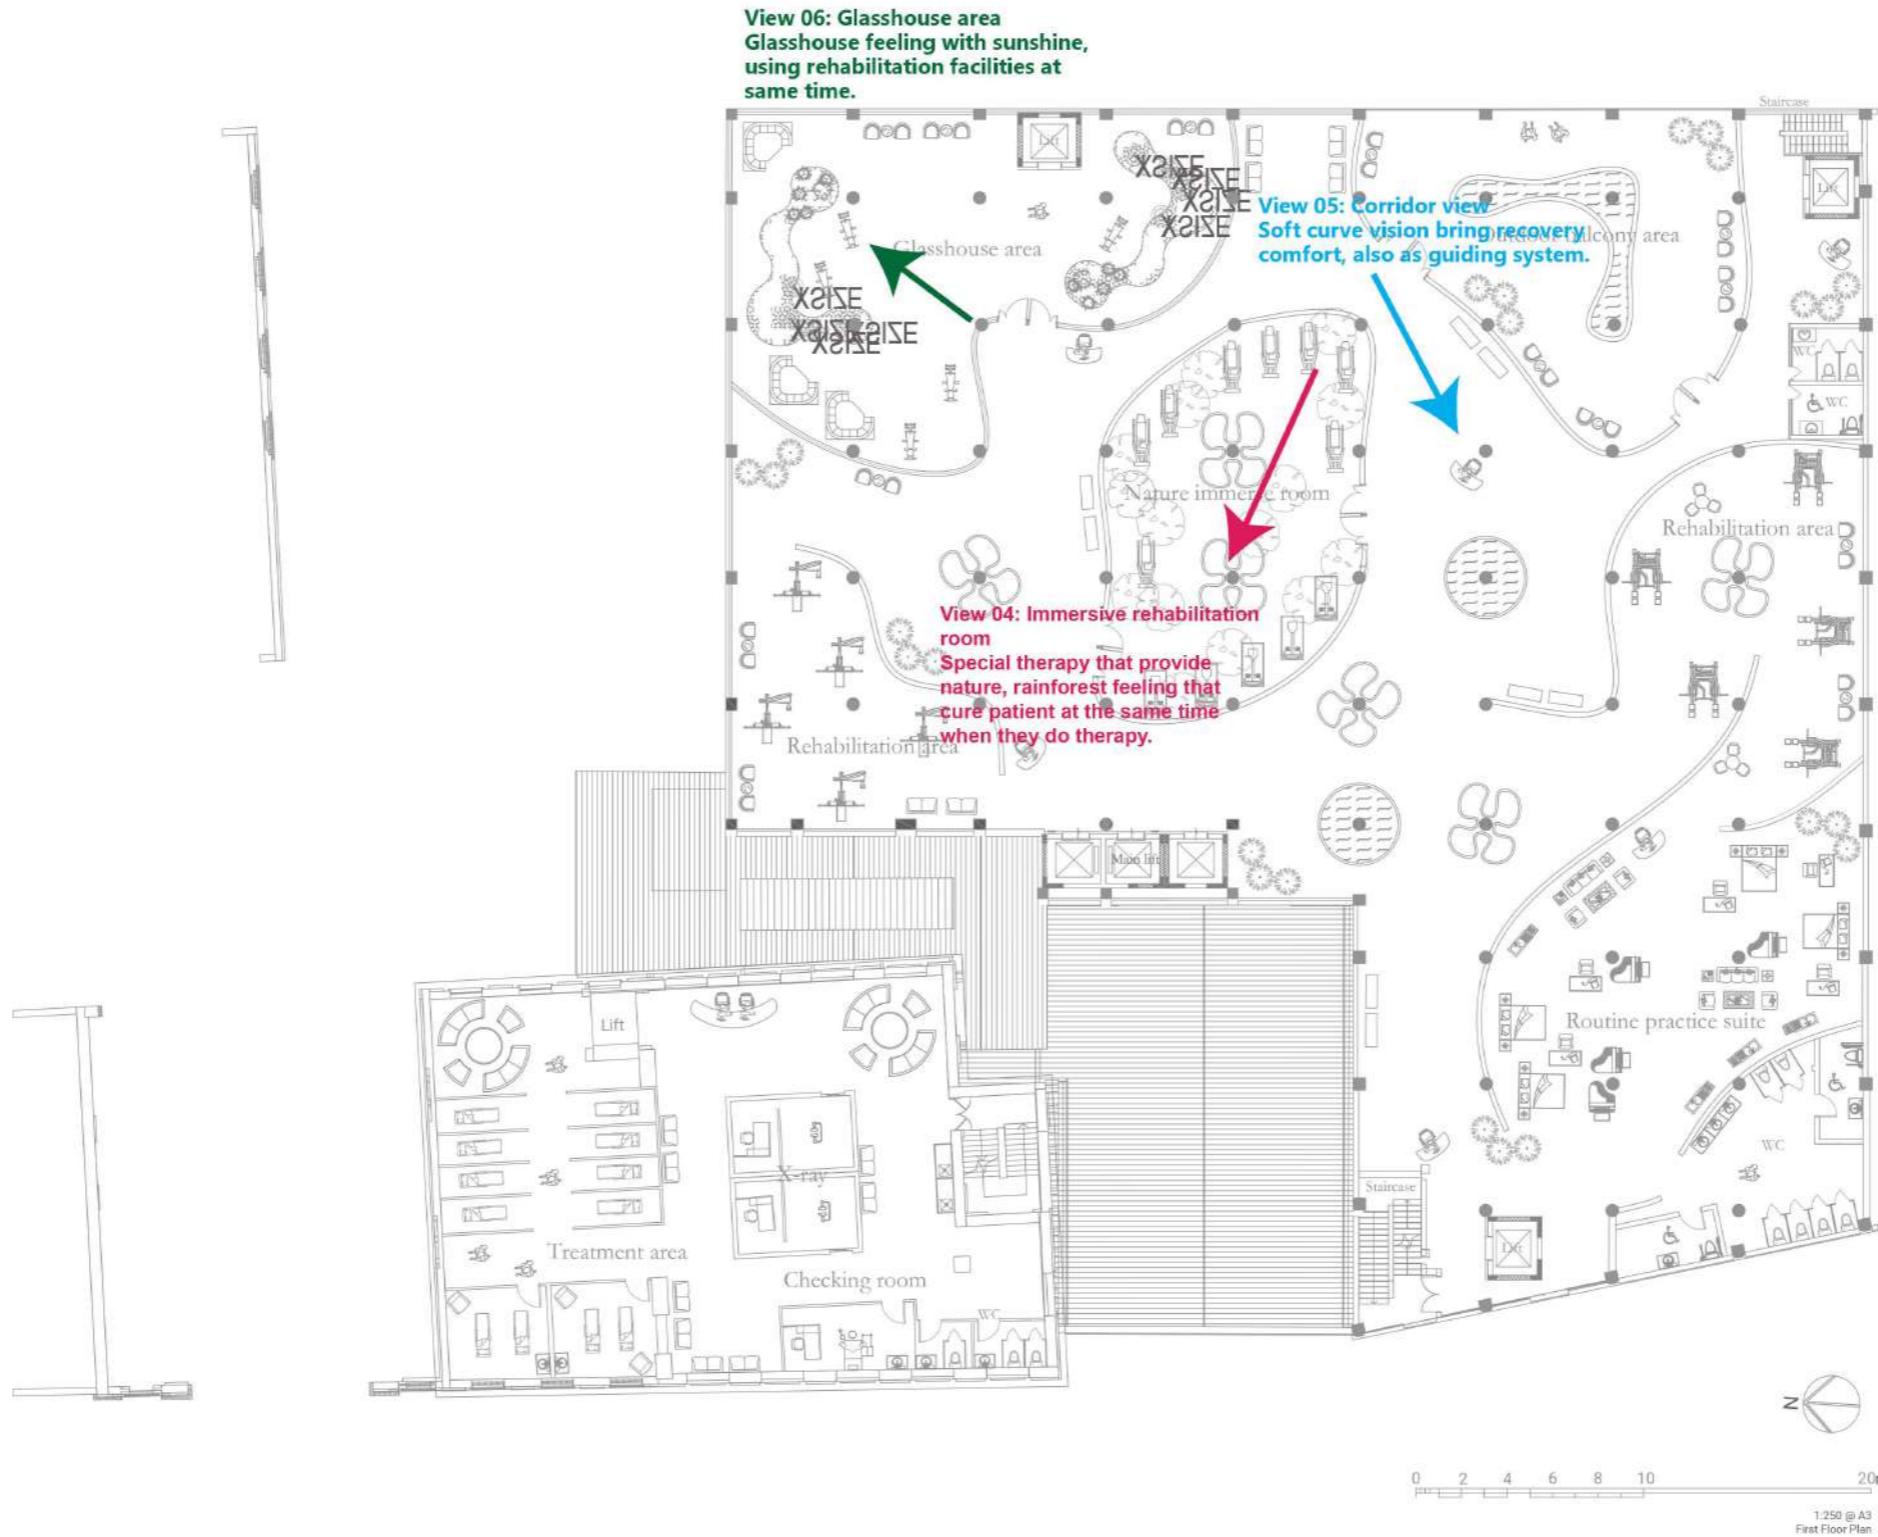 View 06: Glasshouse area
Glasshouse feeling with sunshine,
using rehabilitation facilities at
same time.
Staircase
Lift
XSIZE
XSIZE
XSIZE
XSIZE
Lift
View 05: Corridor view
Soft curve vision bring recovery
comfort, also as guiding system.
Outdoor balcony area
Glasshouse area
XSIZE
XSIZE
XSIZE
XSIZE
WC
WC
Nature immerse room
Rehabilitation area
View 04: Immersive rehabilitation
room
Special therapy that provide
nature, rainforest feeling that
cure patient at the same time
when they do therapy.
Rehabilitation area
Main lift
Lift
Routine practice suite
WC
X-ray
Staircase
Treatment area
Lift
Checking room
WC
N
0 2 4 6 8 10 20
1:250 @ A3
First Floor Plan